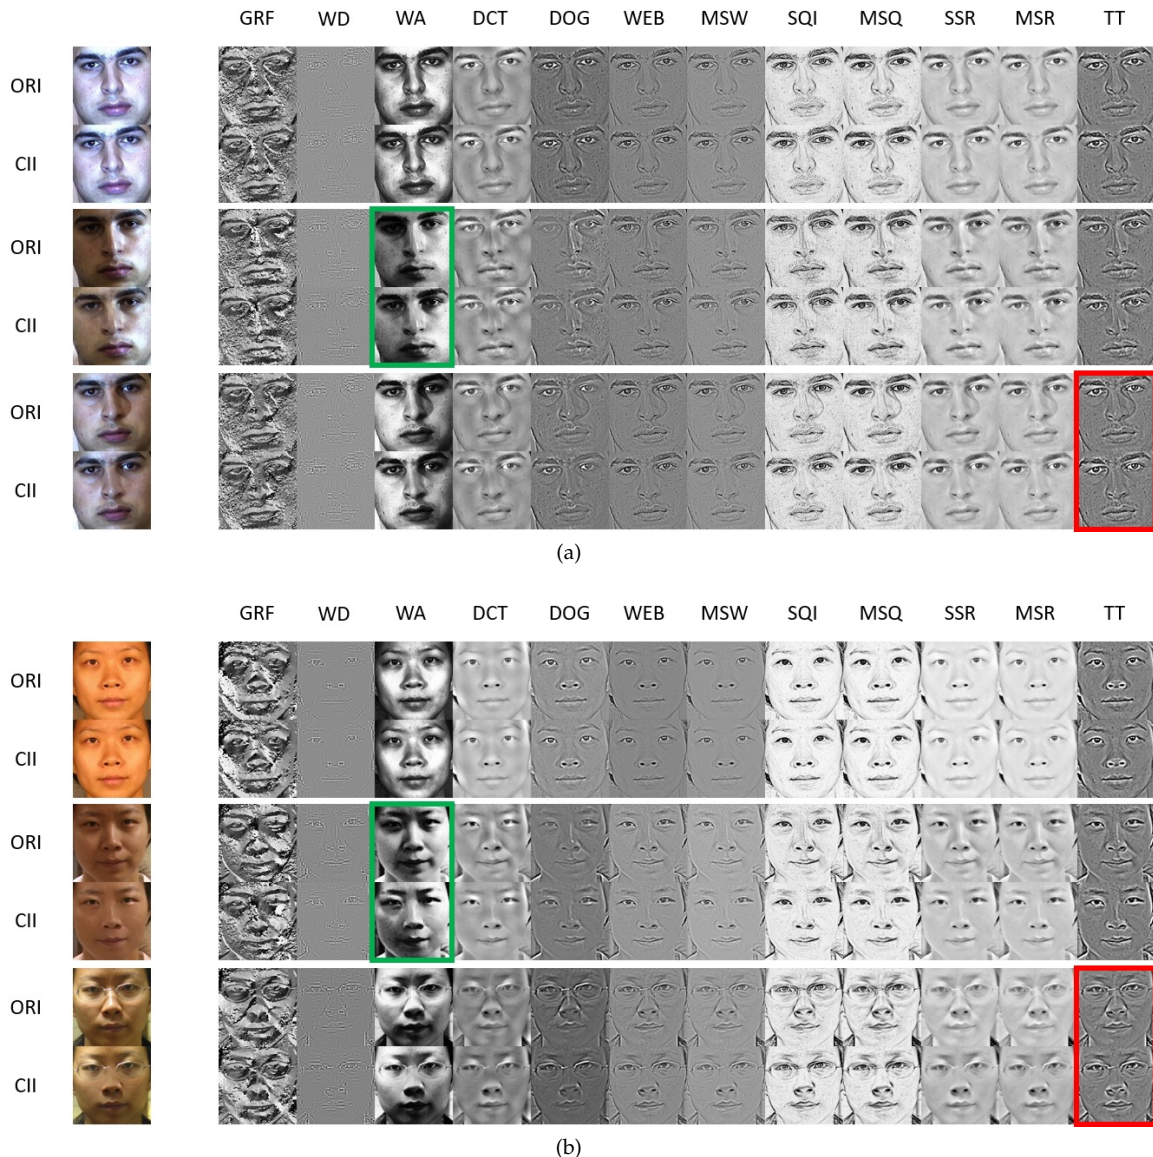 GRF WD WA DCT DOG WEB MSW SQI MSQ SSR MSR TT
ORI
CII
ORI
CII
ORI
CII
(a)
GRF WD WA DCT DOG WEB MSW SQI MSQ SSR MSR TT
ORI
CII
ORI
CII
ORI
CII
(b)